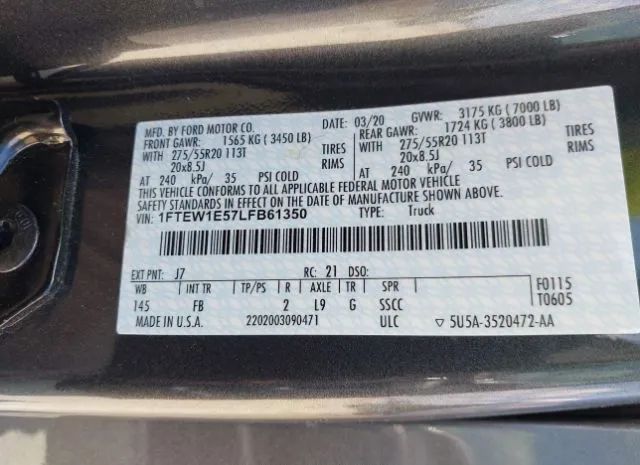 MFD. BY FORD MOTOR CO. DATE: 03/20 GVWR: 3175 KG ( 7000 LB)
FRONT GAWR: 1565 KG ( 3450 LB) REAR GAWR: 1724 KG ( 3800 LB)
WITH 275/55R20 113T TIRES WITH 275/55R20 113T TIRES
20x8.5J RIMS 20x8.5J RIMS
AT 240 kPa/ 35 PSI COLD AT 240 kPa/ 35 PSI COLD
THIS VEHICLE CONFORMS TO ALL APPLICABLE FEDERAL MOTOR VEHICLE
SAFETY STANDARDS IN EFFECT ON THE DATE OF MANUFACTURE SHOWN ABOVE.
VIN: 1FTEW1E57LFB61350 TYPE: Truck
EXT PNT: J7 RC: 21 DSO: F0115
WB INT TR TP/PS R AXLE TR SPR T0605
145 FB 2 L9 G SSCC
MADE IN U.S.A. 2202003090471 ULC ▽ 5U5A-3520472-AA